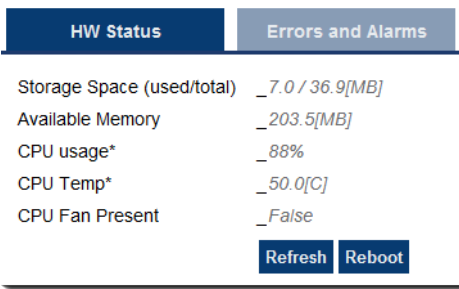 HW Status Errors and Alarms
Storage Space (used/total) _7.0 / 36.9[MB]
Available Memory _203.5[MB]
CPU usage* _88%
CPU Temp* _50.0[C]
CPU Fan Present _False
Refresh Reboot